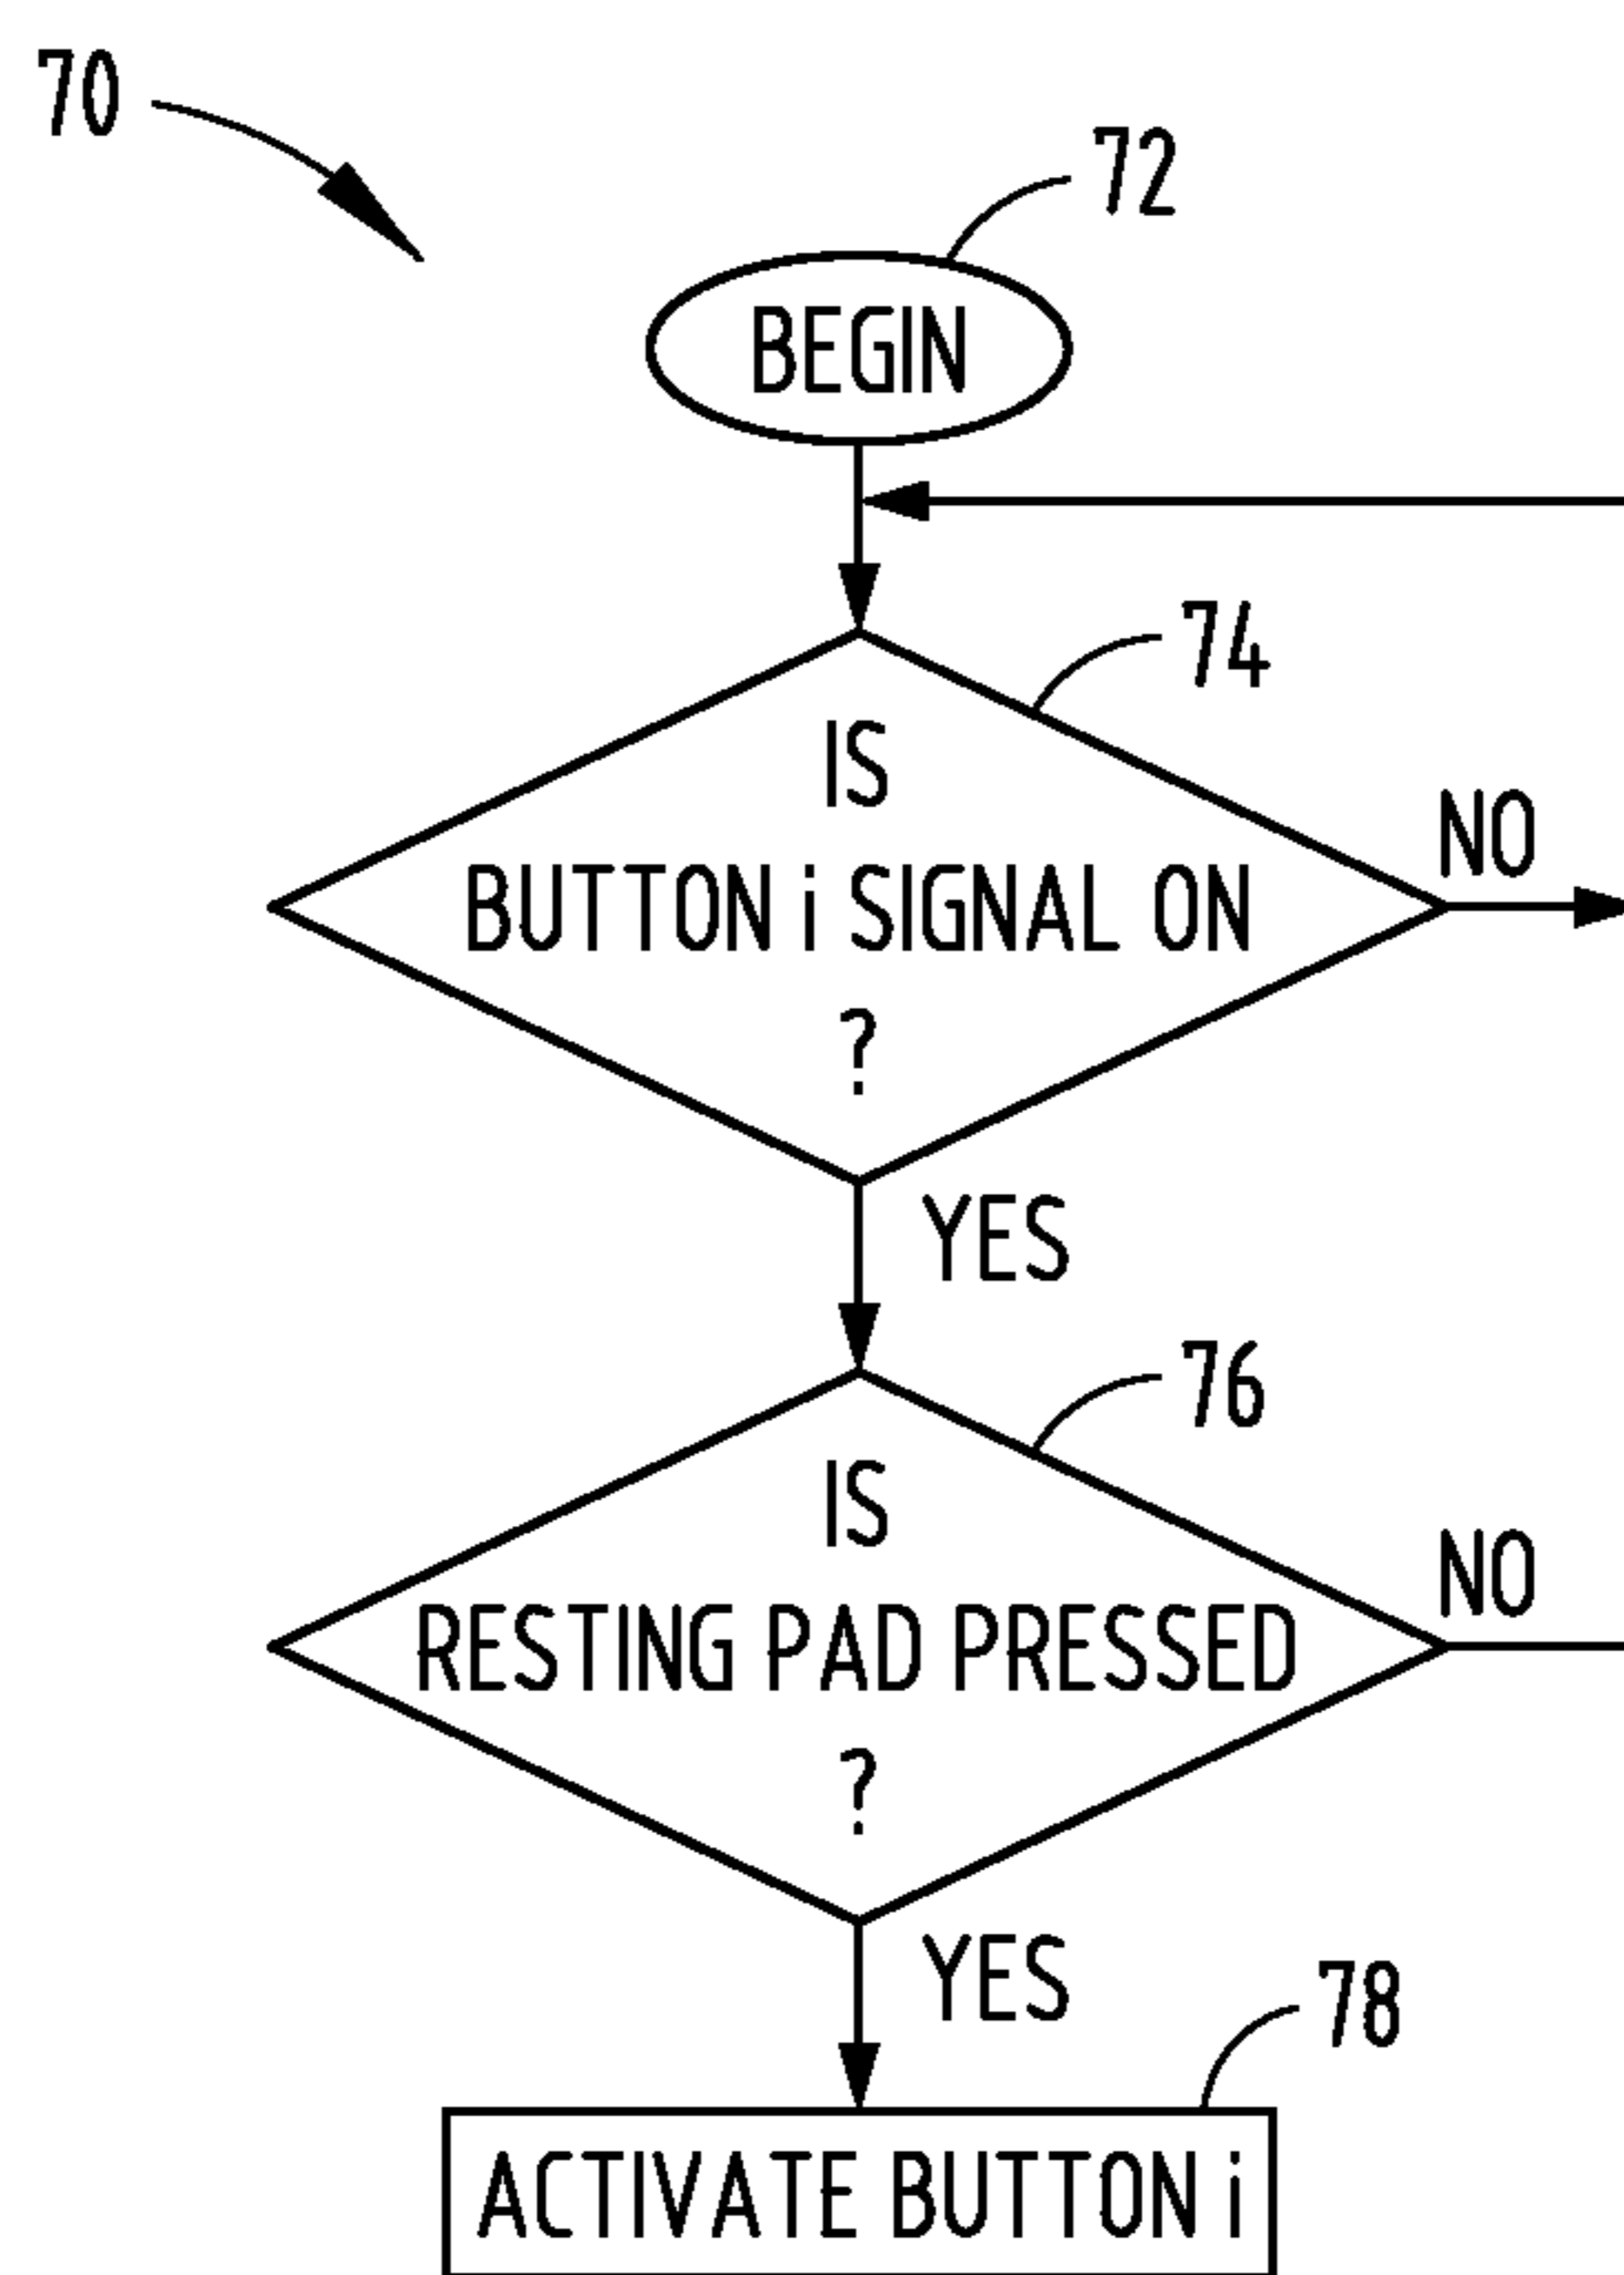 70
72
BEGIN
74
IS
BUTTON i SIGNAL ON
?
NO
YES
76
IS
RESTING PAD PRESSED
?
NO
YES
78
ACTIVATE BUTTON i